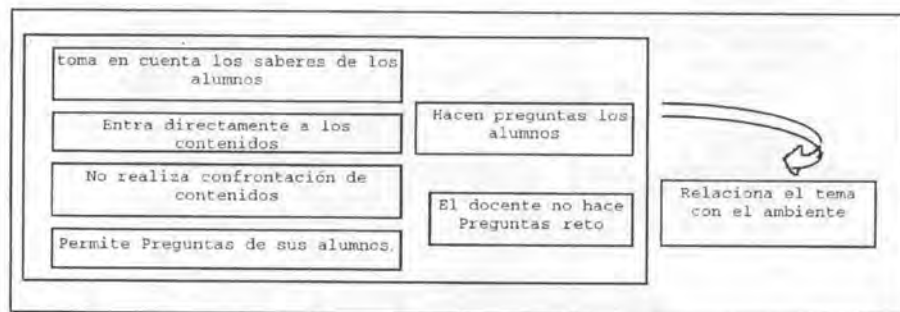 toma en cuenta los saberes de los
alumnos
Entra directamente a los
contenidos
No realiza confrontación de
contenidos
Permite Preguntas de sus alumnos.
Hacen preguntas los
alumnos
El docente no hace
Preguntas reto
Relaciona el tema
con el ambiente